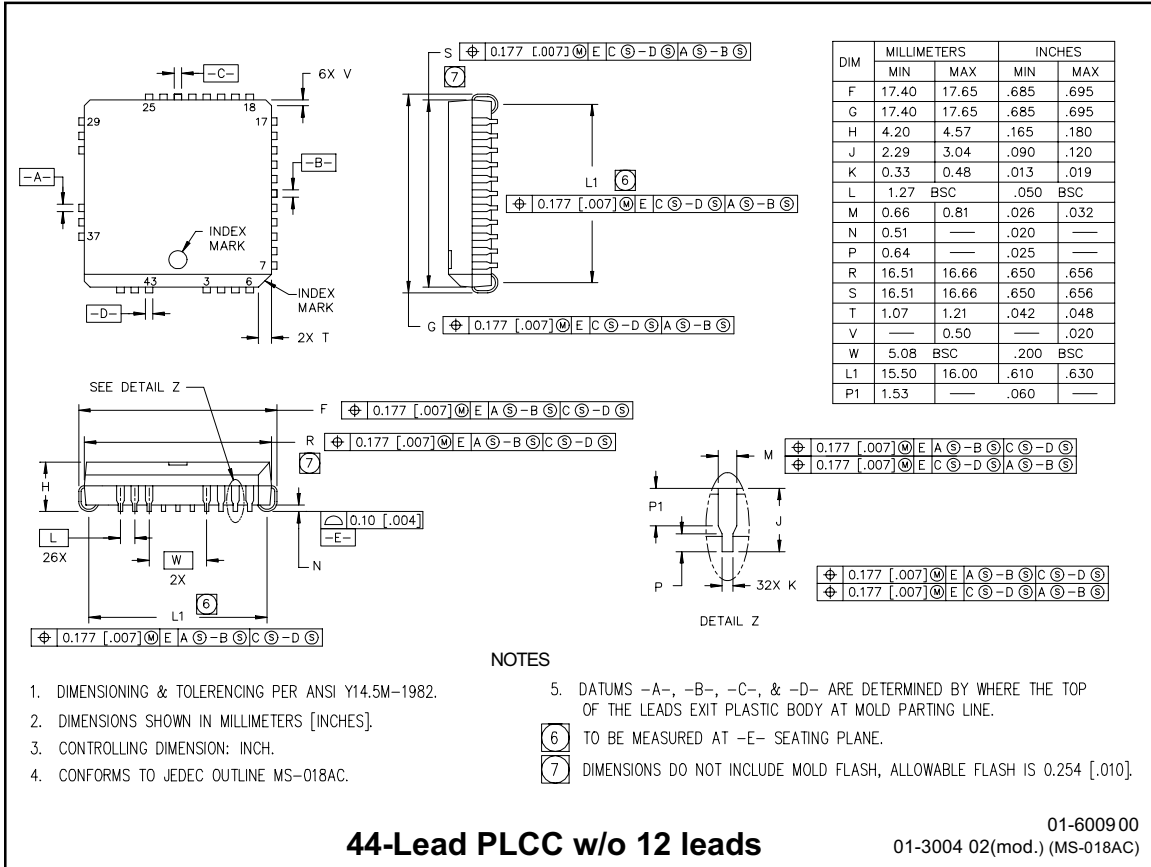 S ⌖ 0.177 [.007] Ⓜ E C Ⓢ-D Ⓢ A Ⓢ-B Ⓢ
7
-C-
6X V
25
18
29
17
-B-
-A-
L1 6
⌖ 0.177 [.007] Ⓜ E C Ⓢ-D Ⓢ A Ⓢ-B Ⓢ
INDEX
MARK
37
7
43 3 6
INDEX
MARK
-D-
2X T
G ⌖ 0.177 [.007] Ⓜ E C Ⓢ-D Ⓢ A Ⓢ-B Ⓢ
DIM MILLIMETERS INCHES
MIN MAX MIN MAX
F 17.40 17.65 .685 .695
G 17.40 17.65 .685 .695
H 4.20 4.57 .165 .180
J 2.29 3.04 .090 .120
K 0.33 0.48 .013 .019
L 1.27 BSC .050 BSC
M 0.66 0.81 .026 .032
N 0.51 — .020 —
P 0.64 — .025 —
R 16.51 16.66 .650 .656
S 16.51 16.66 .650 .656
T 1.07 1.21 .042 .048
V — 0.50 — .020
W 5.08 BSC .200 BSC
L1 15.50 16.00 .610 .630
P1 1.53 — .060 —
SEE DETAIL Z
F ⌖ 0.177 [.007] Ⓜ E A Ⓢ-B Ⓢ C Ⓢ-D Ⓢ
R ⌖ 0.177 [.007] Ⓜ E A Ⓢ-B Ⓢ C Ⓢ-D Ⓢ
7
H
⌓ 0.10 [.004]
-E-
L
26X
W
2X
N
L1 6
⌖ 0.177 [.007] Ⓜ E A Ⓢ-B Ⓢ C Ⓢ-D Ⓢ
M ⌖ 0.177 [.007] Ⓜ E A Ⓢ-B Ⓢ C Ⓢ-D Ⓢ
⌖ 0.177 [.007] Ⓜ E C Ⓢ-D Ⓢ A Ⓢ-B Ⓢ
P1
J
P
32X K
⌖ 0.177 [.007] Ⓜ E A Ⓢ-B Ⓢ C Ⓢ-D Ⓢ
⌖ 0.177 [.007] Ⓜ E C Ⓢ-D Ⓢ A Ⓢ-B Ⓢ
DETAIL Z
NOTES
1. DIMENSIONING & TOLERENCING PER ANSI Y14.5M-1982.
2. DIMENSIONS SHOWN IN MILLIMETERS [INCHES].
3. CONTROLLING DIMENSION: INCH.
4. CONFORMS TO JEDEC OUTLINE MS-018AC.
5. DATUMS -A-, -B-, -C-, & -D- ARE DETERMINED BY WHERE THE TOP
OF THE LEADS EXIT PLASTIC BODY AT MOLD PARTING LINE.
6 TO BE MEASURED AT -E- SEATING PLANE.
7 DIMENSIONS DO NOT INCLUDE MOLD FLASH, ALLOWABLE FLASH IS 0.254 [.010].
44-Lead PLCC w/o 12 leads
01-6009 00
01-3004 02(mod.) (MS-018AC)